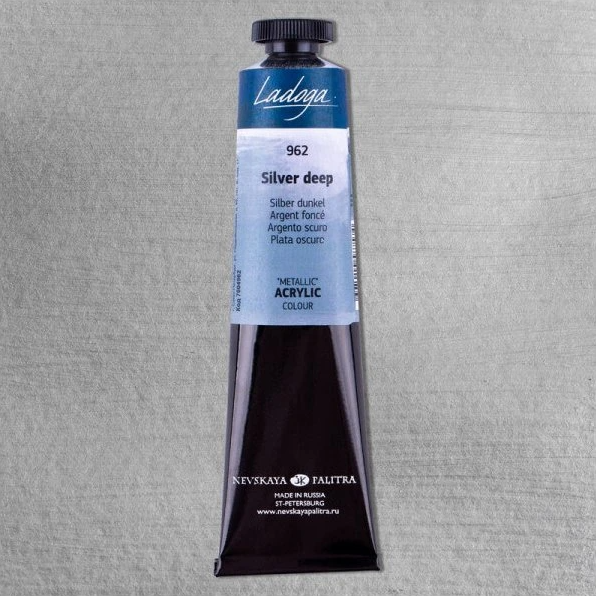 Ladoga
962
Silver deep
Silber dunkel
Argent foncé
Argento scuro
Plata oscuro
"METALLIC"
ACRYLIC
COLOUR
NEVSKAYA PALITRA
MADE IN RUSSIA
ST-PETERSBURG
www.nevskayapalitra.ru